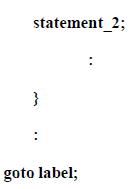 statement_2;
:
}
:
goto label;